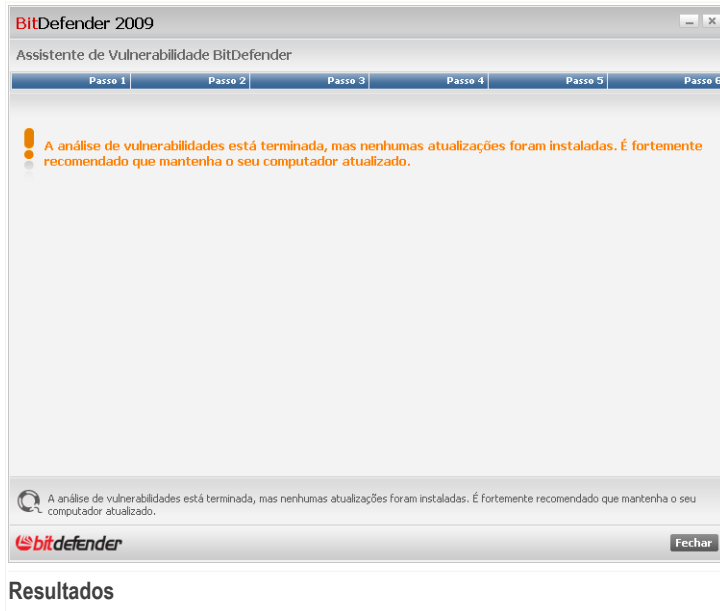 BitDefender 2009
Assistente de Vulnerabilidade BitDefender
Passo 1 Passo 2 Passo 3 Passo 4 Passo 5 Passo 6
A análise de vulnerabilidades está terminada, mas nenhumas atualizações foram instaladas. É fortemente
recomendado que mantenha o seu computador atualizado.
A análise de vulnerabilidades está terminada, mas nenhumas atualizações foram instaladas. É fortemente recomendado que mantenha o seu
computador atualizado.
bitdefender
Fechar
Resultados